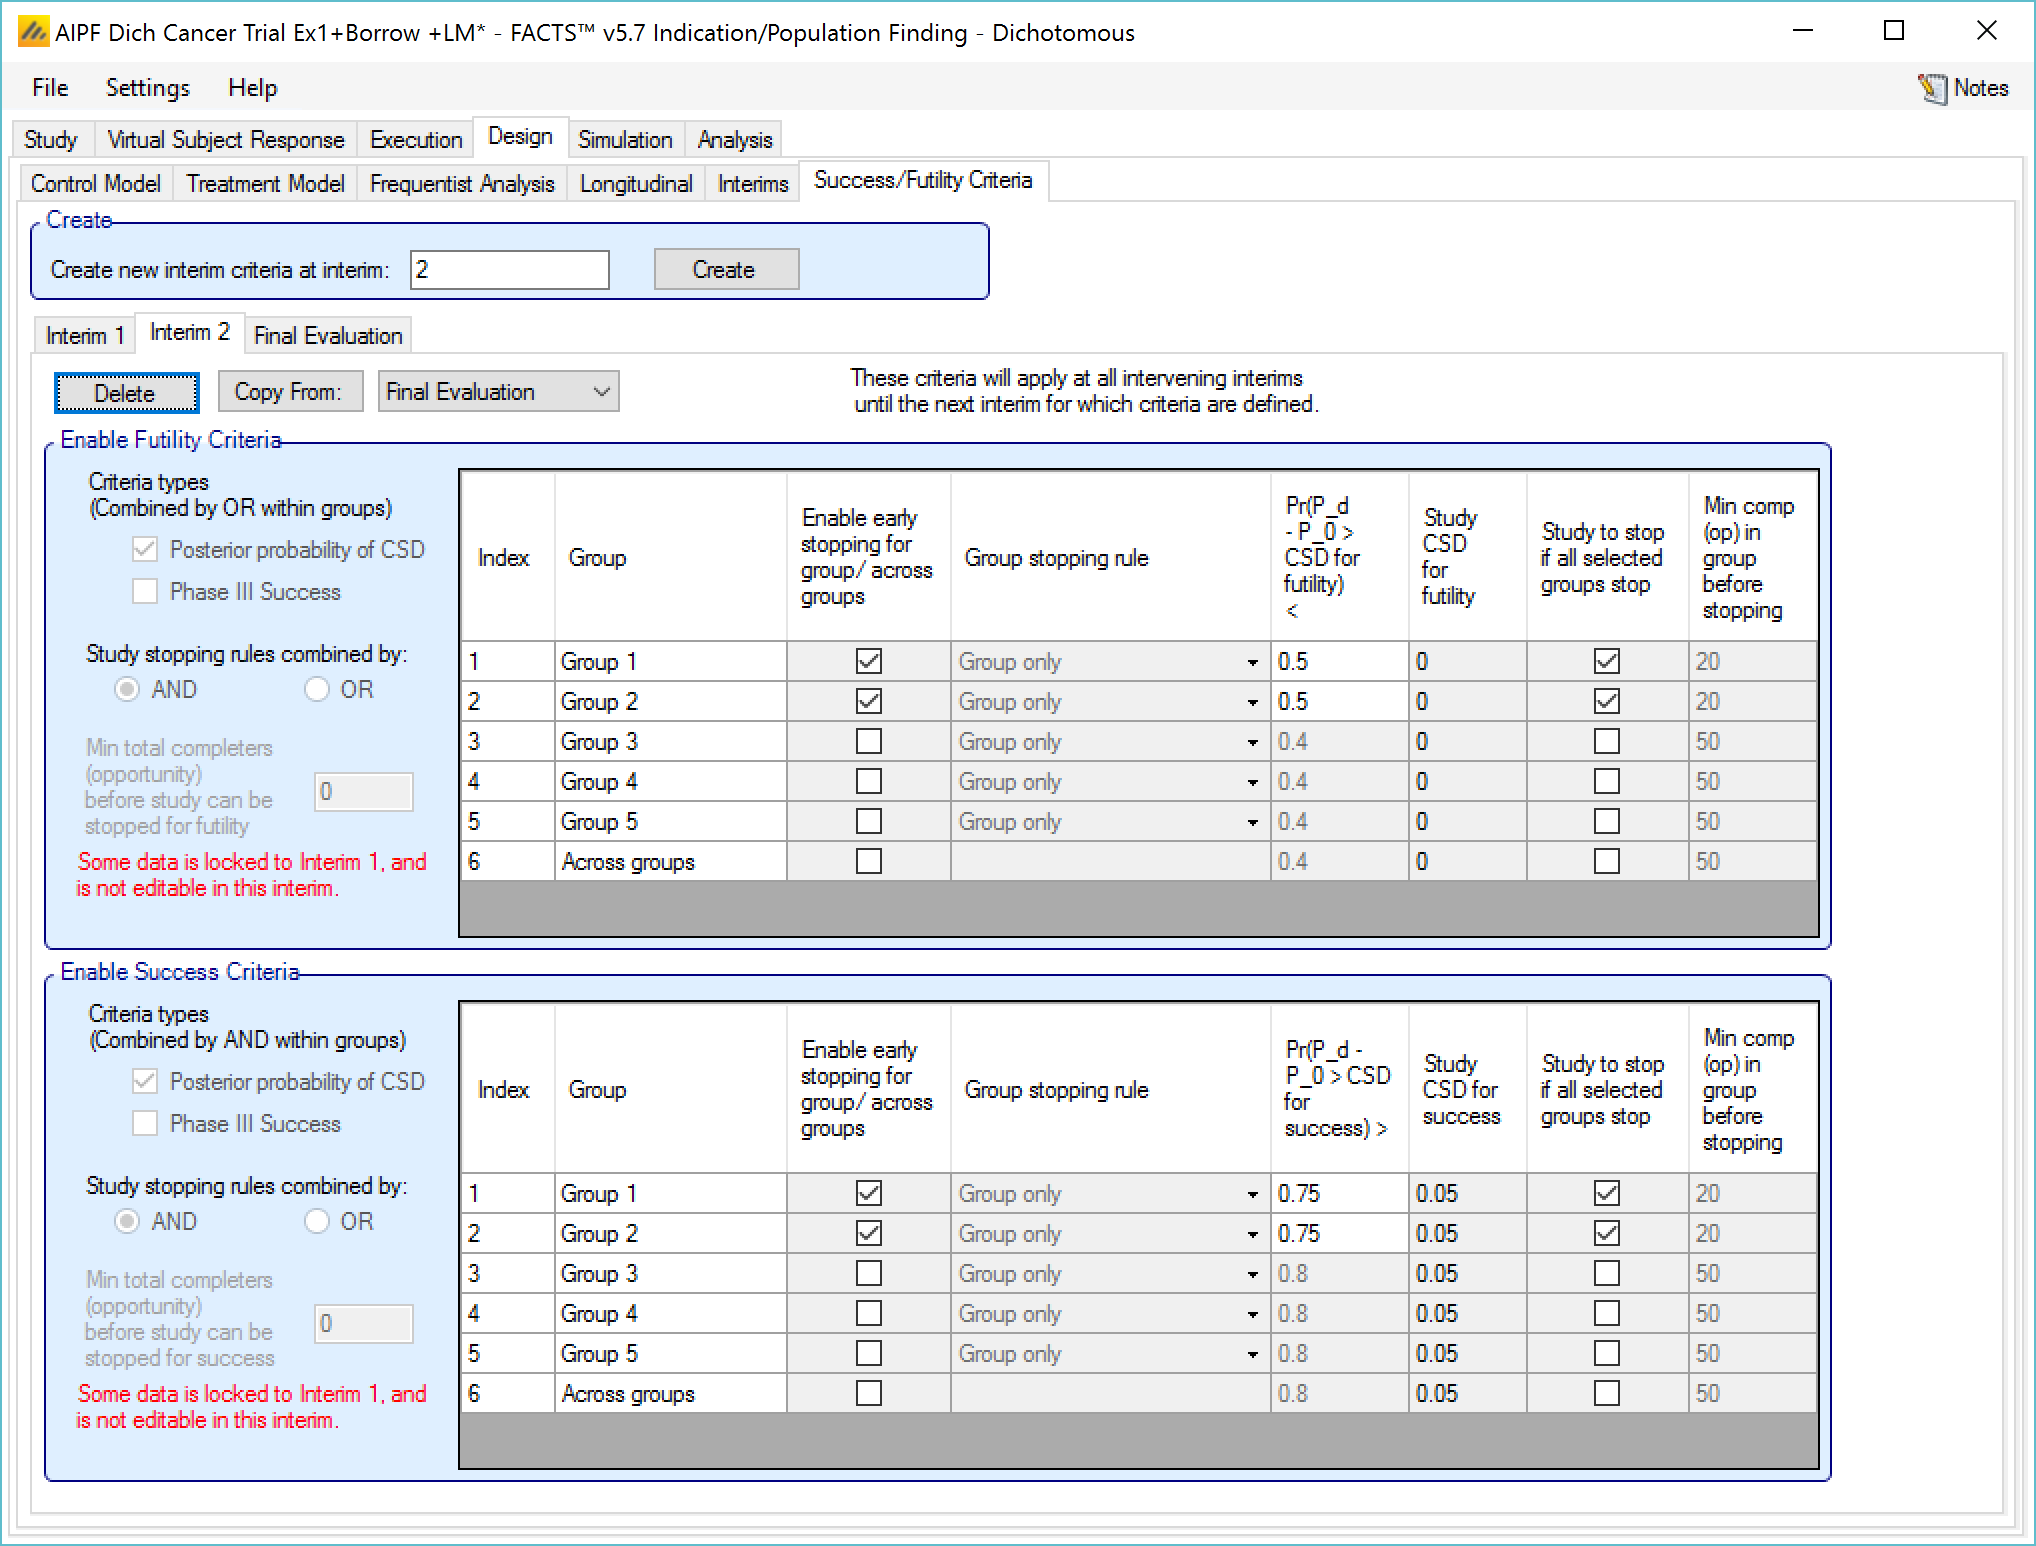 AIPF Dich Cancer Trial Ex1+Borrow +LM* - FACTS™ v5.7 Indication/Population Finding - Dichotomous
File Settings Help Notes
Study Virtual Subject Response Execution Design Simulation Analysis
Control Model Treatment Model Frequentist Analysis Longitudinal Interims Success/Futility Criteria
Create
Create new interim criteria at interim: 2 Create
Interim 1 Interim 2 Final Evaluation
Delete Copy From: Final Evaluation
These criteria will apply at all intervening interims
until the next interim for which criteria are defined.
Enable Futility Criteria
Criteria types
(Combined by OR within groups)
Posterior probability of CSD
Phase III Success
Study stopping rules combined by:
AND OR
Min total completers
(opportunity)
before study can be
stopped for futility
0
Some data is locked to Interim 1, and
is not editable in this interim.
Index
Group
Enable early
stopping for
group/ across
groups
Group stopping rule
Pr(P_d
- P_0 >
CSD for
futility)
<
Study
CSD
for
futility
Study to stop
if all selected
groups stop
Min comp
(op) in
group
before
stopping
1 Group 1 Group only 0.5 0 20
2 Group 2 Group only 0.5 0 20
3 Group 3 Group only 0.4 0 50
4 Group 4 Group only 0.4 0 50
5 Group 5 Group only 0.4 0 50
6 Across groups 0.4 0 50
Enable Success Criteria
Criteria types
(Combined by AND within groups)
Posterior probability of CSD
Phase III Success
Study stopping rules combined by:
AND OR
Min total completers
(opportunity)
before study can be
stopped for success
0
Some data is locked to Interim 1, and
is not editable in this interim.
Index
Group
Enable early
stopping for
group/ across
groups
Group stopping rule
Pr(P_d -
P_0 > CSD
for
success) >
Study
CSD for
success
Study to stop
if all selected
groups stop
Min comp
(op) in
group
before
stopping
1 Group 1 Group only 0.75 0.05 20
2 Group 2 Group only 0.75 0.05 20
3 Group 3 Group only 0.8 0.05 50
4 Group 4 Group only 0.8 0.05 50
5 Group 5 Group only 0.8 0.05 50
6 Across groups 0.8 0.05 50